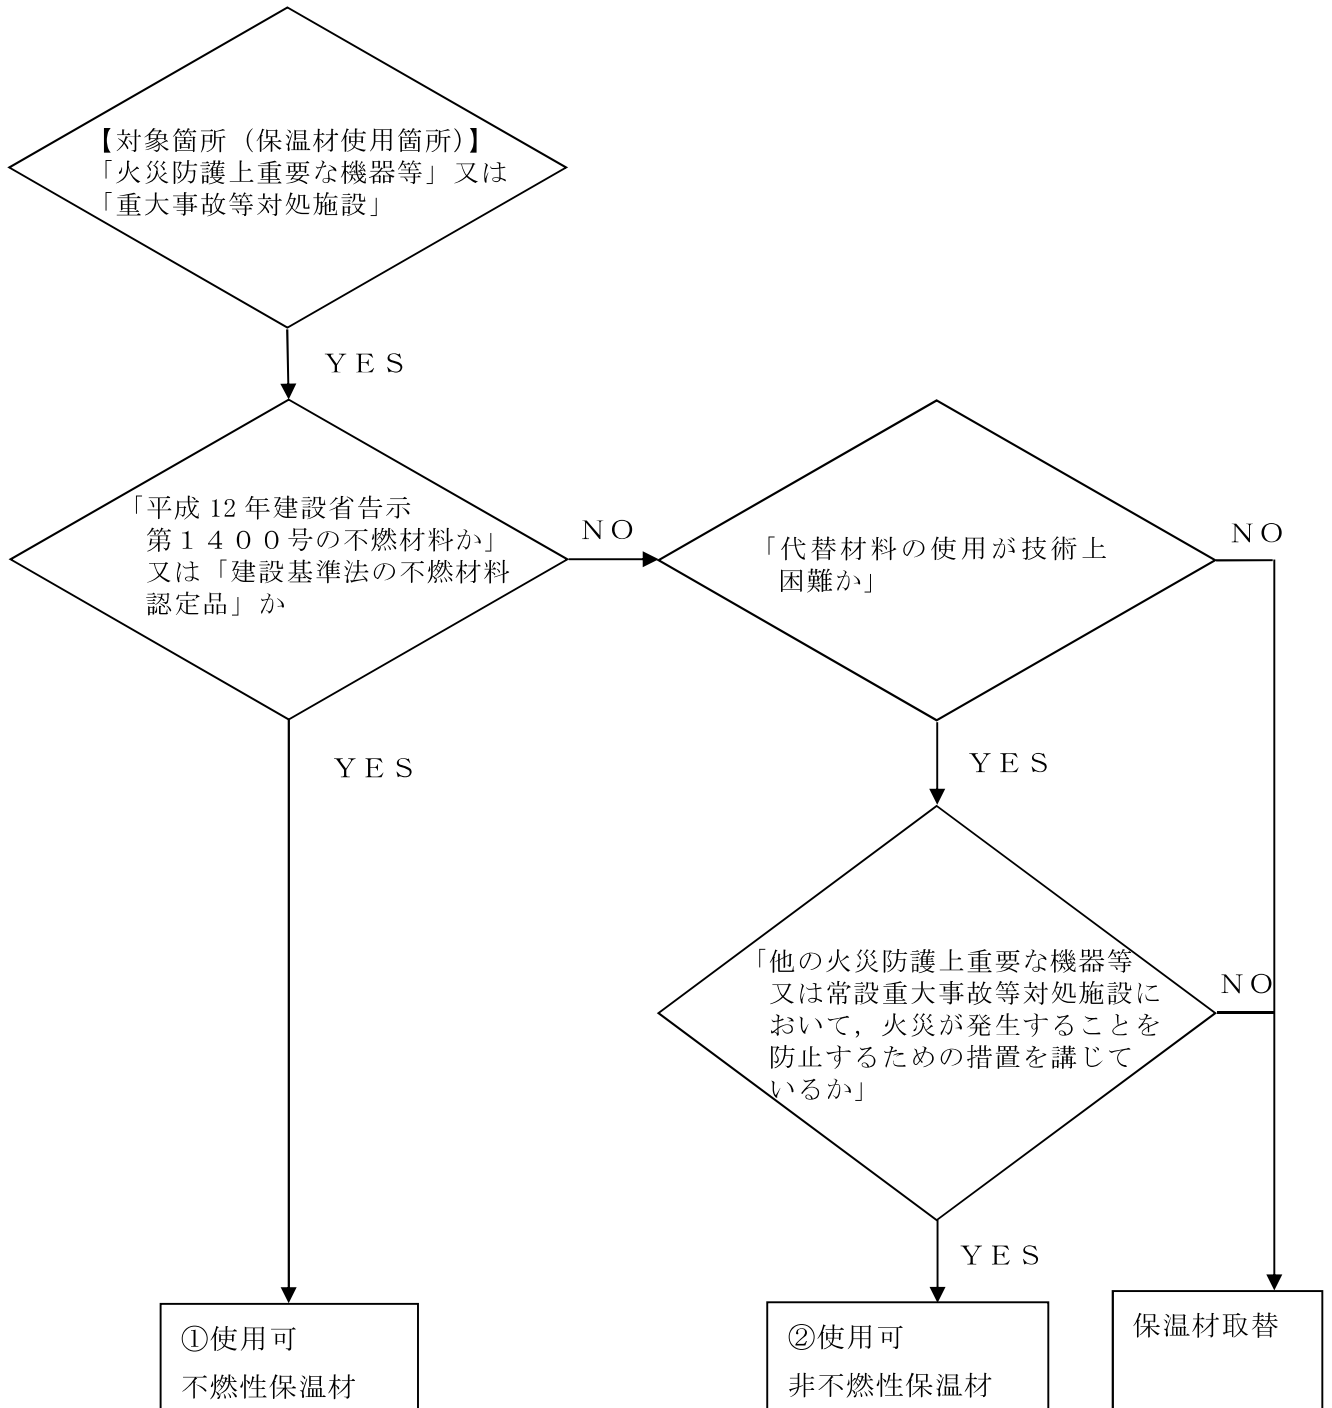 【対象箇所（保温材使用箇所）】
「火災防護上重要な機器等」又は
「重大事故等対処施設」
ＹＥＳ
「平成 12 年建設省告示
第１４００号の不燃材料か」
又は「建設基準法の不燃材料
認定品」か
ＮＯ
「代替材料の使用が技術上
困難か」
ＮＯ
ＹＥＳ
ＹＥＳ
「他の火災防護上重要な機器等
又は常設重大事故等対処施設に
おいて，火災が発生することを
防止するための措置を講じて
いるか」
ＮＯ
ＹＥＳ
①使用可
不燃性保温材
②使用可
非不燃性保温材
保温材取替